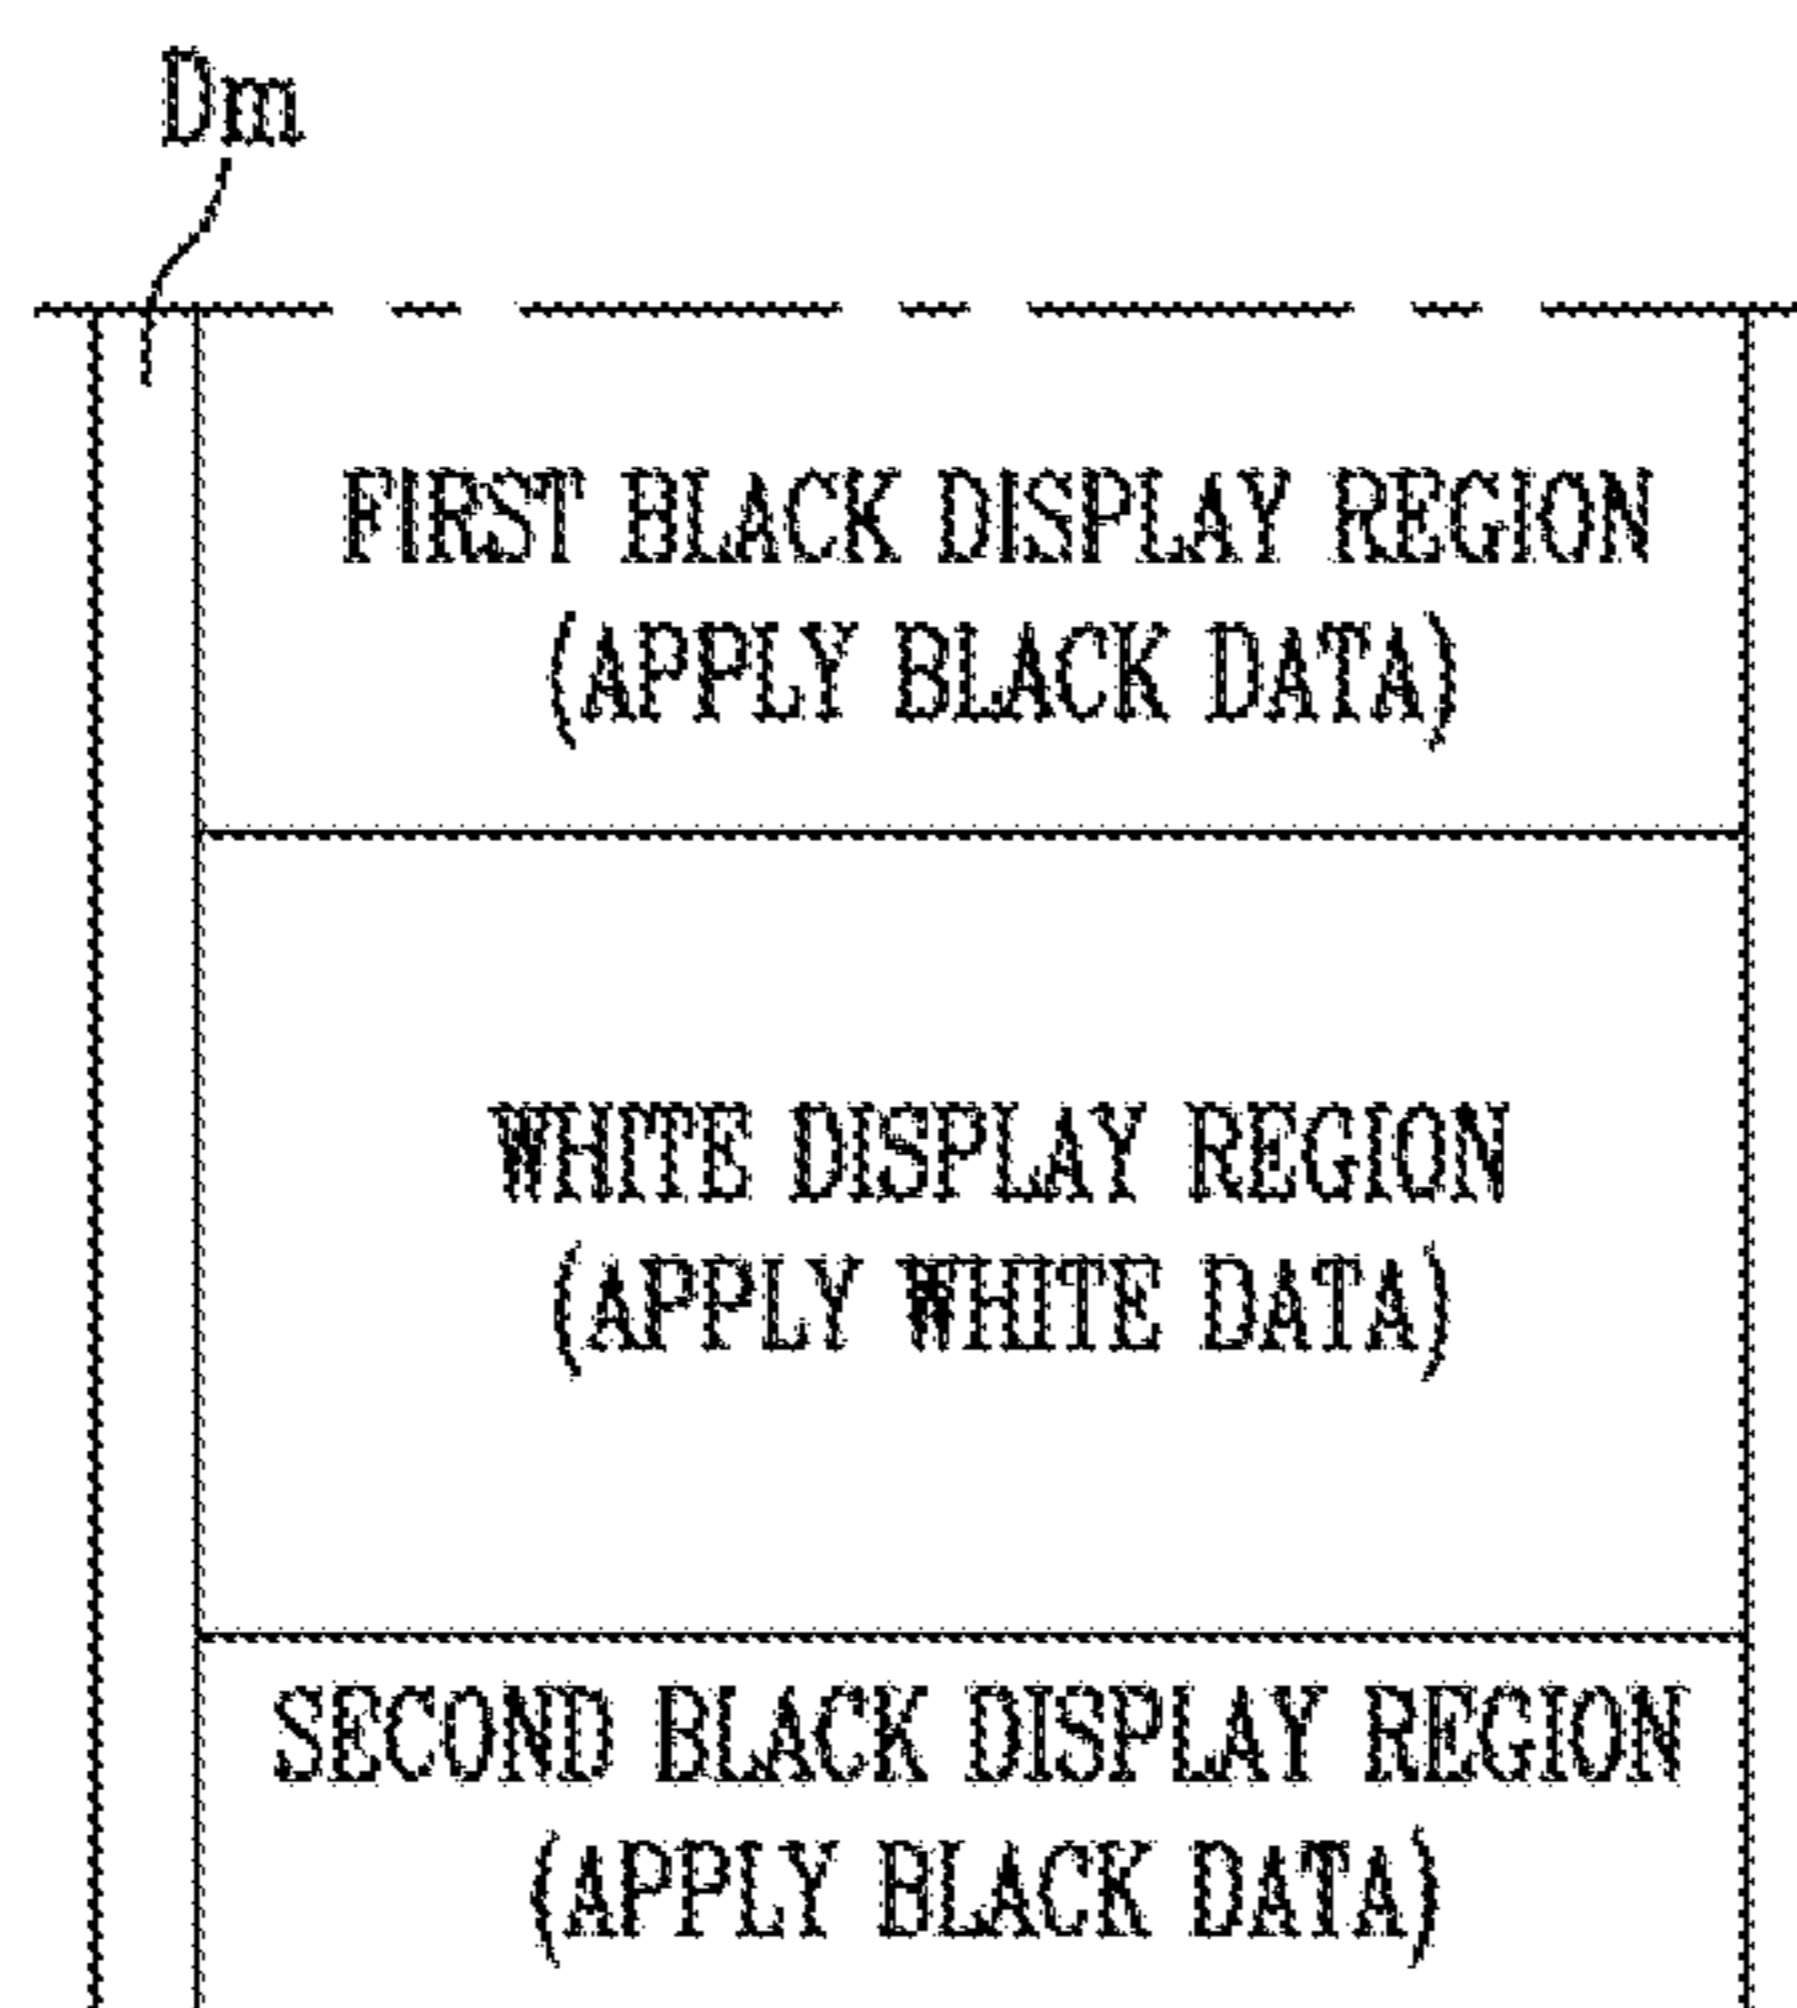 Dm
FIRST BLACK DISPLAY REGION
(APPLY BLACK DATA)
WHITE DISPLAY REGION
(APPLY WHITE DATA)
SECOND BLACK DISPLAY REGION
(APPLY BLACK DATA)